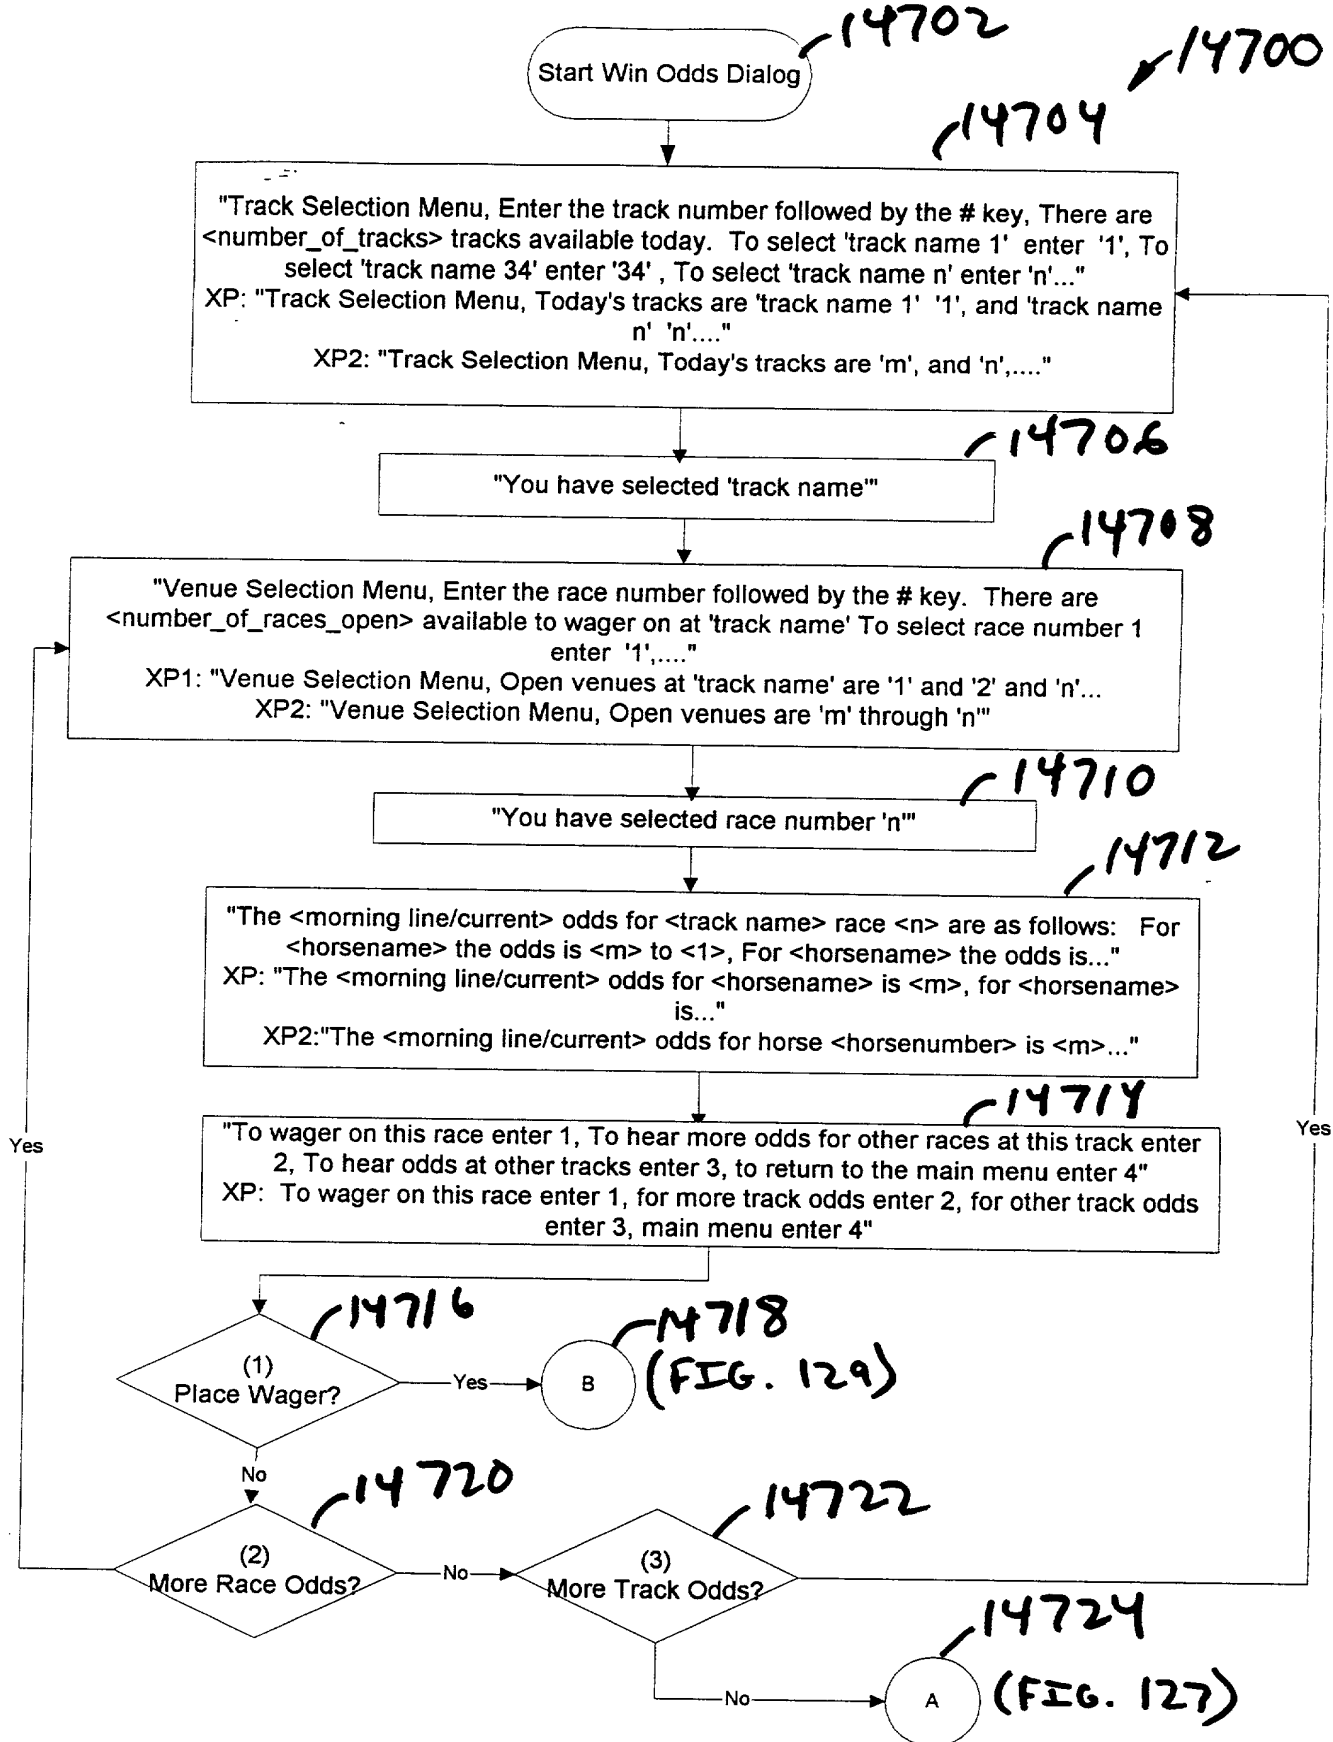 14702
14700
Start Win Odds Dialog
14704
"Track Selection Menu, Enter the track number followed by the # key, There are
<number_of_tracks> tracks available today. To select 'track name 1' enter '1', To
select 'track name 34' enter '34' , To select 'track name n' enter 'n'..."
XP: "Track Selection Menu, Today's tracks are 'track name 1' '1', and 'track name
n' 'n'...."
XP2: "Track Selection Menu, Today's tracks are 'm', and 'n',...."
14706
"You have selected 'track name'"
14708
"Venue Selection Menu, Enter the race number followed by the # key. There are
<number_of_races_open> available to wager on at 'track name' To select race number 1
enter '1',...."
XP1: "Venue Selection Menu, Open venues at 'track name' are '1' and '2' and 'n'...
XP2: "Venue Selection Menu, Open venues are 'm' through 'n'"
14710
"You have selected race number 'n'"
14712
"The <morning line/current> odds for <track name> race <n> are as follows: For
<horsename> the odds is <m> to <1>, For <horsename> the odds is..."
XP: "The <morning line/current> odds for <horsename> is <m>, for <horsename>
is..."
XP2:"The <morning line/current> odds for horse <horsenumber> is <m>..."
14714
"To wager on this race enter 1, To hear more odds for other races at this track enter
2, To hear odds at other tracks enter 3, to return to the main menu enter 4"
XP: To wager on this race enter 1, for more track odds enter 2, for other track odds
enter 3, main menu enter 4"
Yes
Yes
14716
(1)
Place Wager?
Yes
B
14718
(FIG. 129)
No
14720
(2)
More Race Odds?
No
14722
(3)
More Track Odds?
No
14724
A
(FIG. 127)